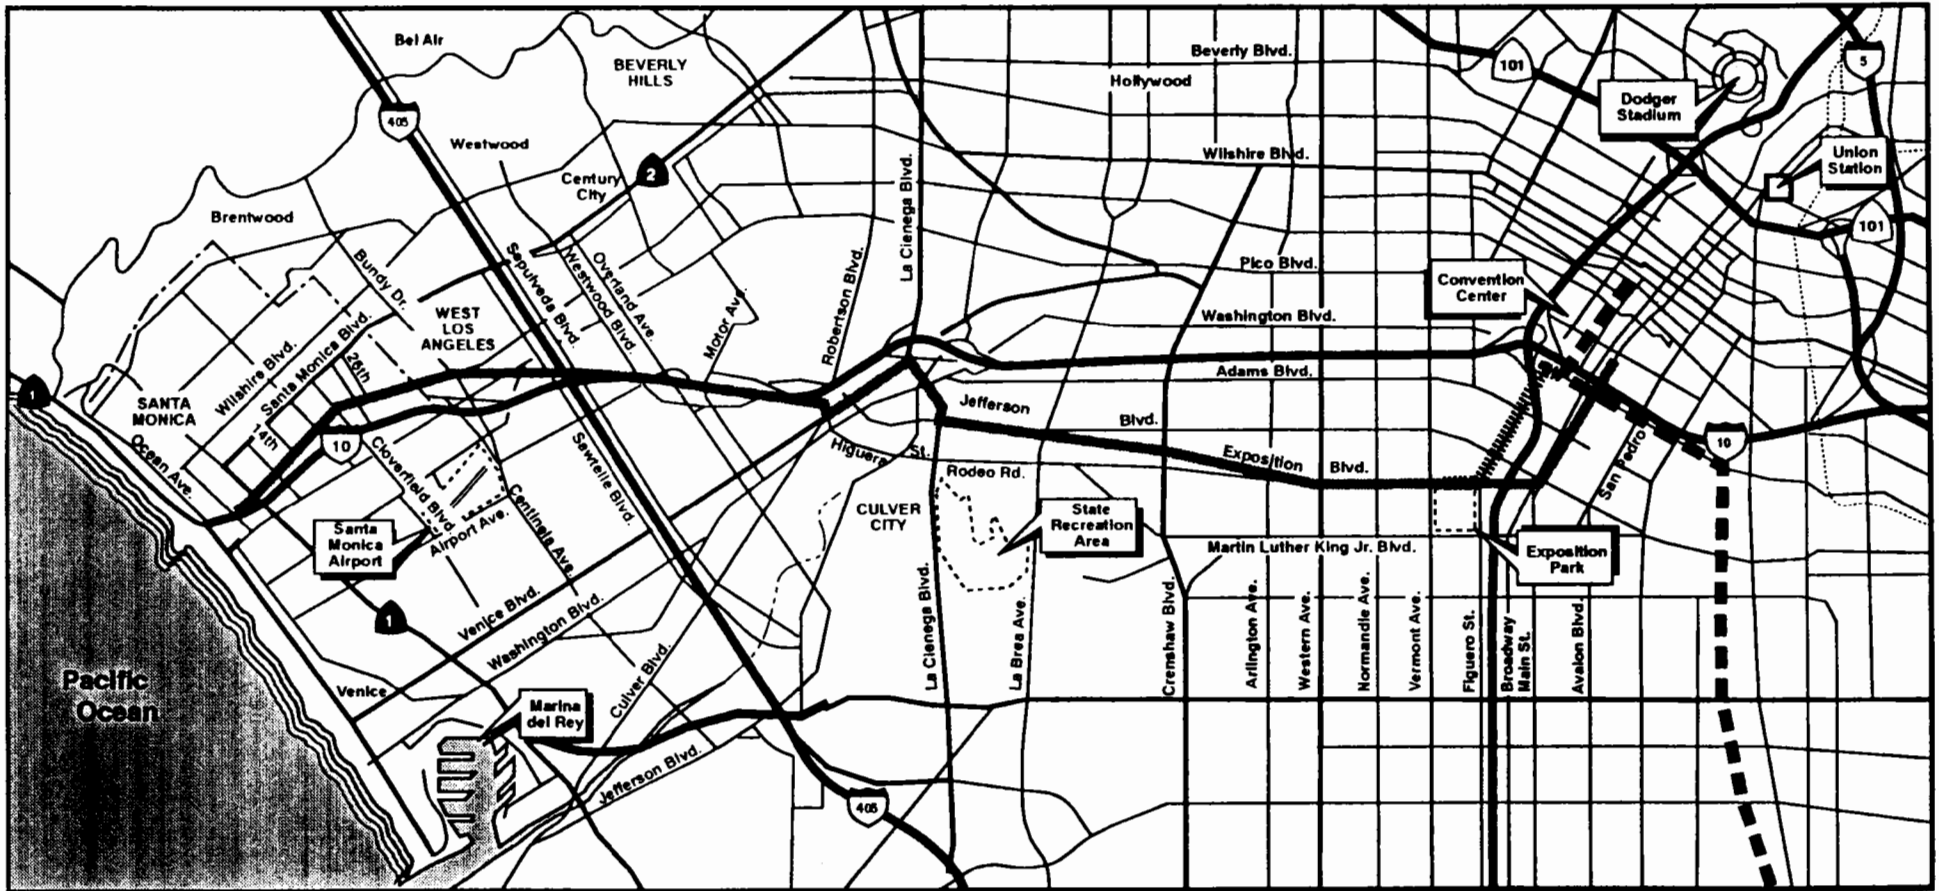 Bel Air
BEVERLY
HILLS
Beverly Blvd.
Hollywood
101
5
Dodger
Stadium
405
Westwood
Wilshire Blvd.
Union
Station
Century
City
2
La Cienega Blvd.
Brentwood
101
Bundy Dr.
Sepulveda Blvd.
Westwood Blvd.
Overland Ave.
Motor Ave.
Robertson Blvd.
Pico Blvd.
Convention
Center
WEST
LOS
ANGELES
Washington Blvd.
Wilshire Blvd.
Santa Monica Blvd.
26th
14th
Adams Blvd.
1
SANTA
MONICA
Ocean Ave.
10
Cloverfield Blvd.
Sawtelle Blvd.
Jefferson
Blvd.
Higuera
St.
Exposition
Blvd.
Rodeo Rd.
10
San Pedro
Centinela Ave.
Airport Ave.
Santa
Monica
Airport
CULVER
CITY
State
Recreation
Area
Martin Luther King Jr. Blvd.
Exposition
Park
1
Venice Blvd.
Washington Blvd.
Culver Blvd.
La Cienega Blvd.
La Brea Ave.
Crenshaw Blvd.
Arlington Ave.
Western Ave.
Normandie Ave.
Vermont Ave.
Figuero St.
Broadway
Main St.
Avalon Blvd.
Pacific
Ocean
Venice
Marina
del Rey
Jefferson Blvd.
405